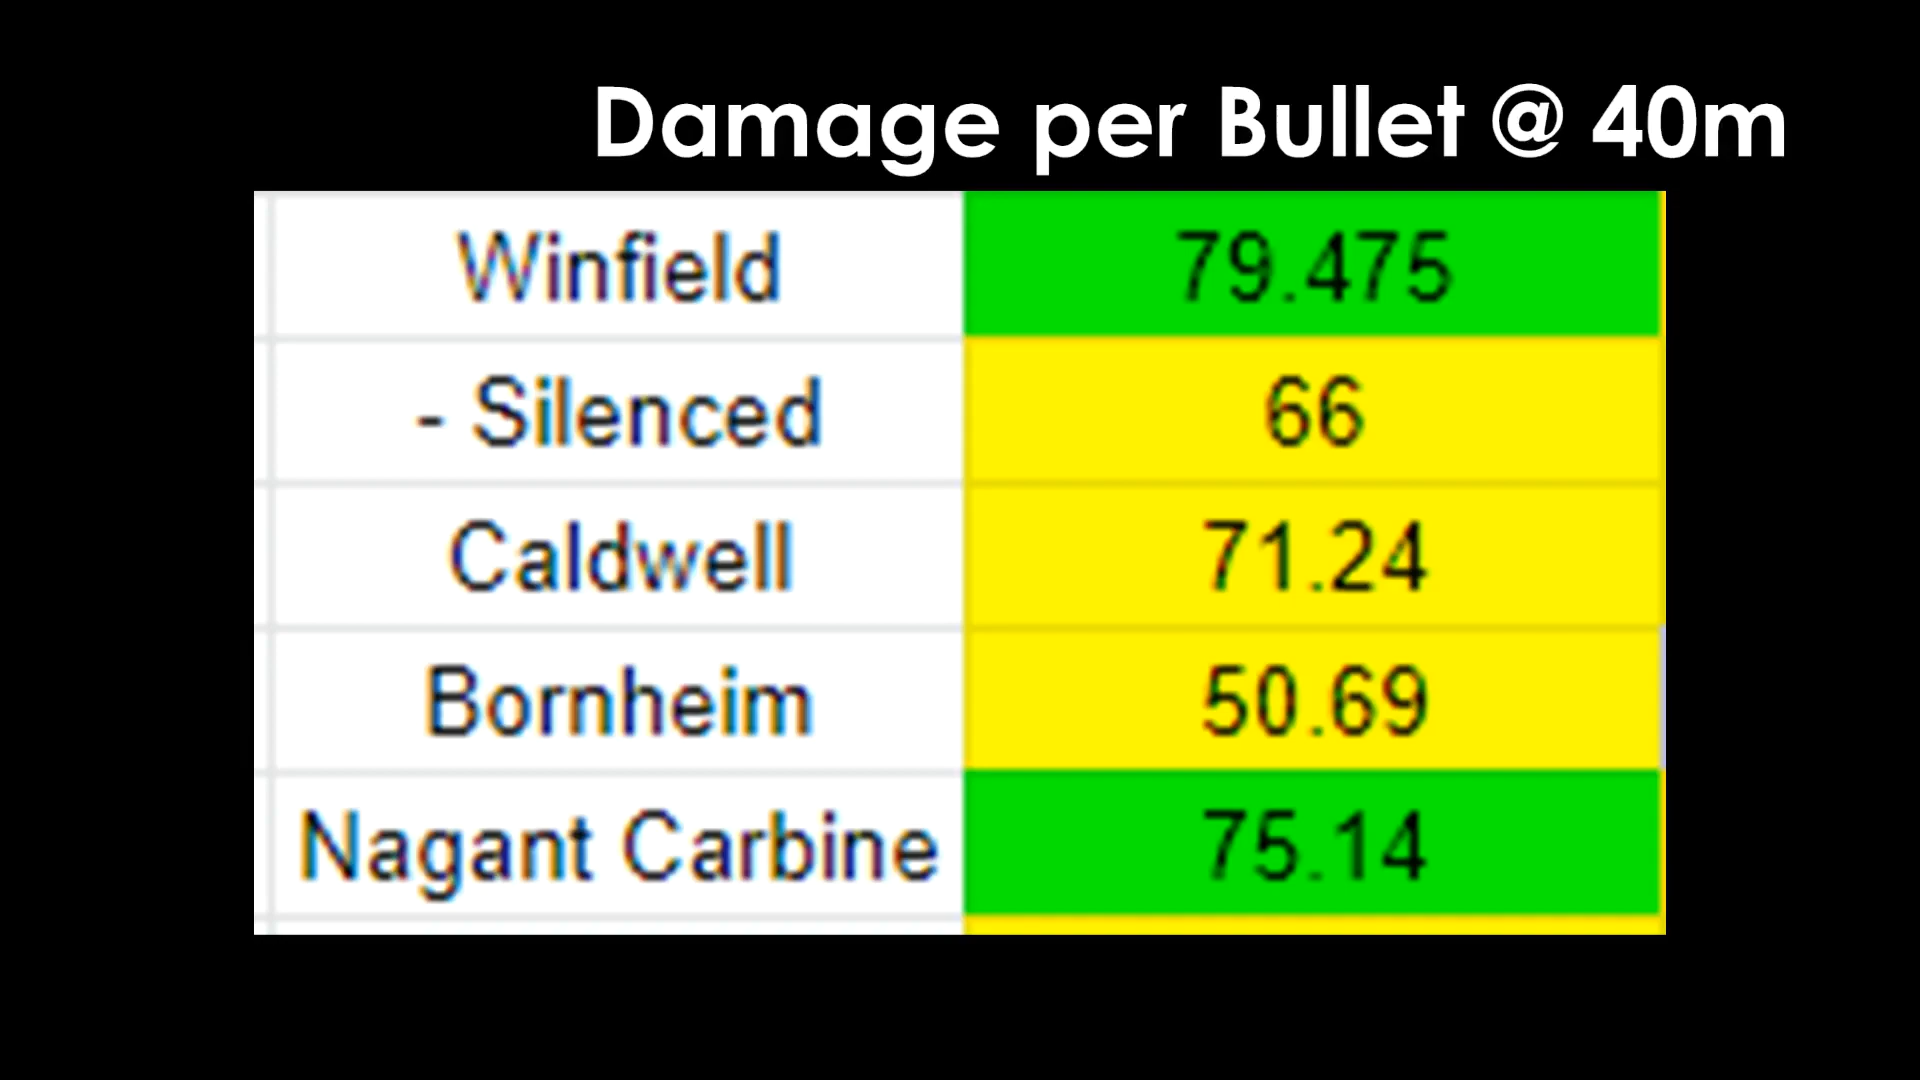 Damage per Bullet @ 40m
Winfield 79.475
- Silenced 66
Caldwell 71.24
Bornheim 50.69
Nagant Carbine 75.14